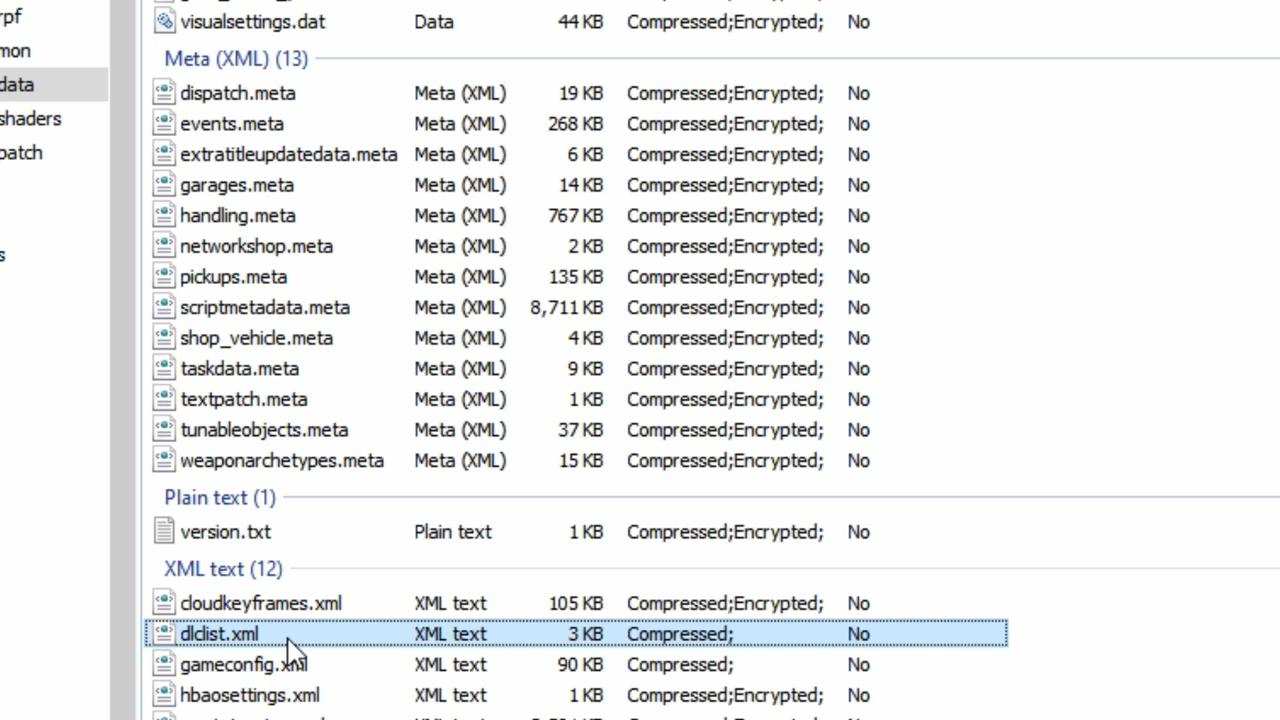 rpf
mon
data
shaders
patch
s
visualsettings.dat Data 44 KB Compressed;Encrypted; No
Meta (XML) (13)
dispatch.meta Meta (XML) 19 KB Compressed;Encrypted; No
events.meta Meta (XML) 268 KB Compressed;Encrypted; No
extratitleupdatedata.meta Meta (XML) 6 KB Compressed;Encrypted; No
garages.meta Meta (XML) 14 KB Compressed;Encrypted; No
handling.meta Meta (XML) 767 KB Compressed;Encrypted; No
networkshop.meta Meta (XML) 2 KB Compressed;Encrypted; No
pickups.meta Meta (XML) 135 KB Compressed;Encrypted; No
scriptmetadata.meta Meta (XML) 8,711 KB Compressed;Encrypted; No
shop_vehicle.meta Meta (XML) 4 KB Compressed;Encrypted; No
taskdata.meta Meta (XML) 9 KB Compressed;Encrypted; No
textpatch.meta Meta (XML) 1 KB Compressed;Encrypted; No
tunableobjects.meta Meta (XML) 37 KB Compressed;Encrypted; No
weaponarchetypes.meta Meta (XML) 15 KB Compressed;Encrypted; No
Plain text (1)
version.txt Plain text 1 KB Compressed;Encrypted; No
XML text (12)
cloudkeyframes.xml XML text 105 KB Compressed;Encrypted; No
dlclist.xml XML text 3 KB Compressed; No
gameconfig.xml XML text 90 KB Compressed; No
hbaosettings.xml XML text 1 KB Compressed;Encrypted; No